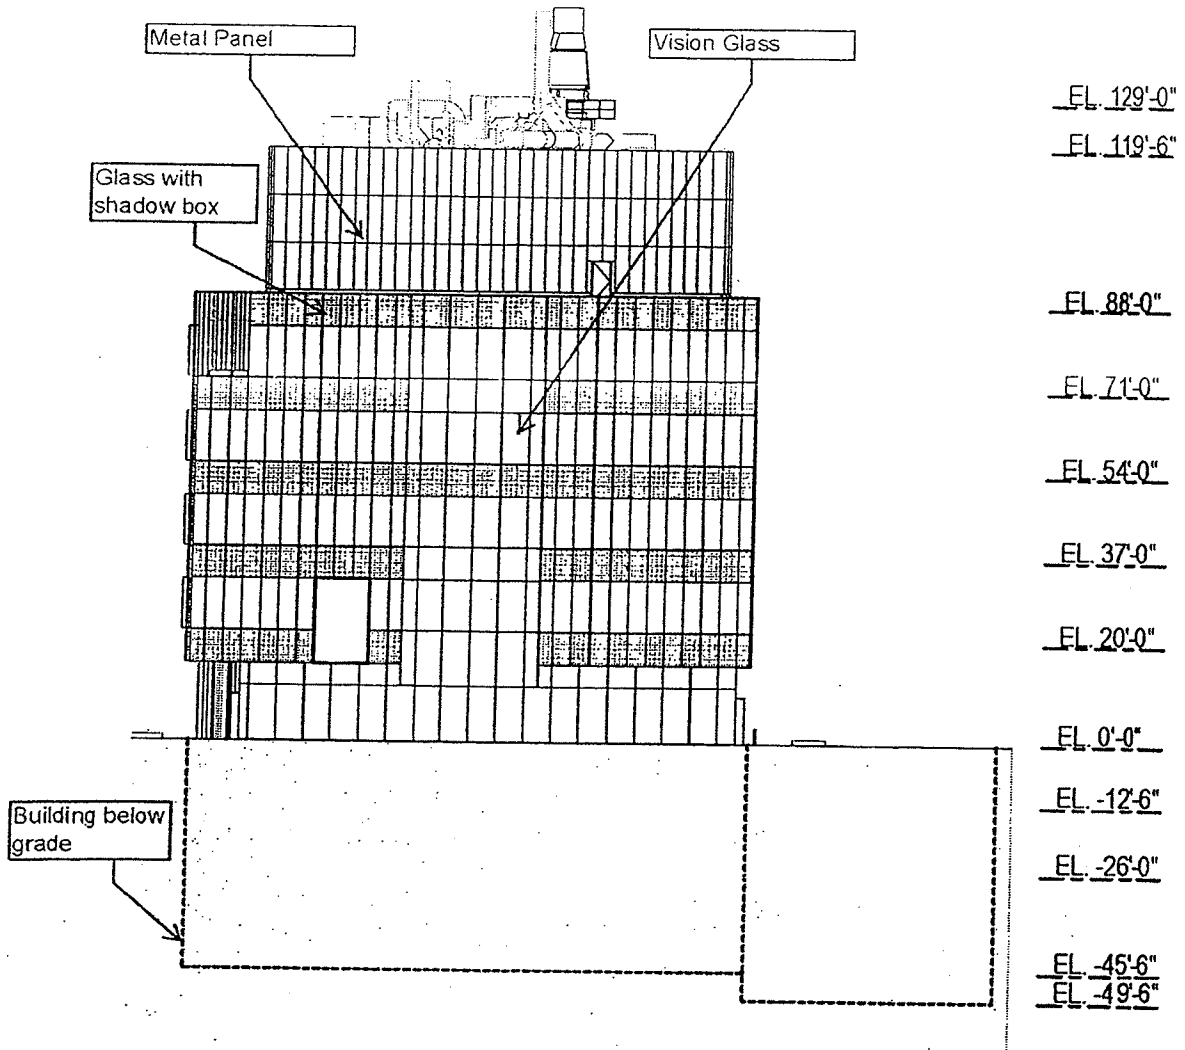 Metal Panel
Vision Glass
EL. 129'-0"
EL. 119'-6"
Glass with
shadow box
EL. 88'-0"
EL. 71'-0"
EL. 54'-0"
EL. 37'-0"
EL. 20'-0"
EL. 0'-0"
EL. -12'-6"
Building below
grade
EL. -26'-0"
EL. -45'-6"
EL. -49'-6"